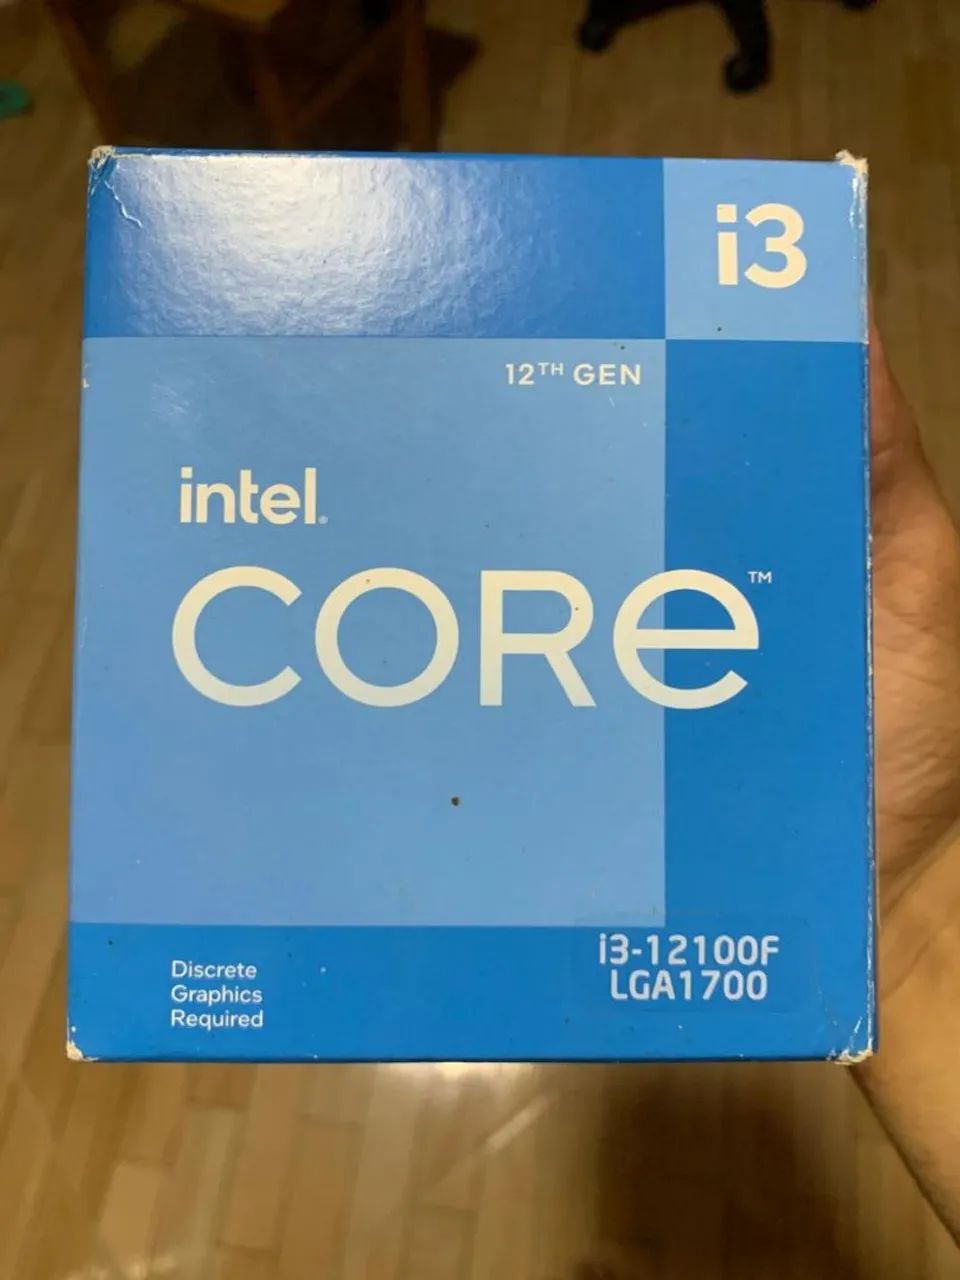 i3
12TH GEN
intel.
CORE™
i3-12100F
LGA1700
Discrete
Graphics
Required